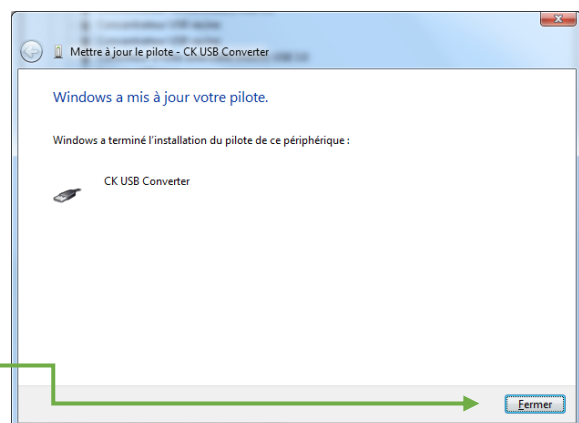 Mettre à jour le pilote - CK USB Converter
Windows a mis à jour votre pilote.
Windows a terminé l'installation du pilote de ce périphérique :
CK USB Converter
Fermer